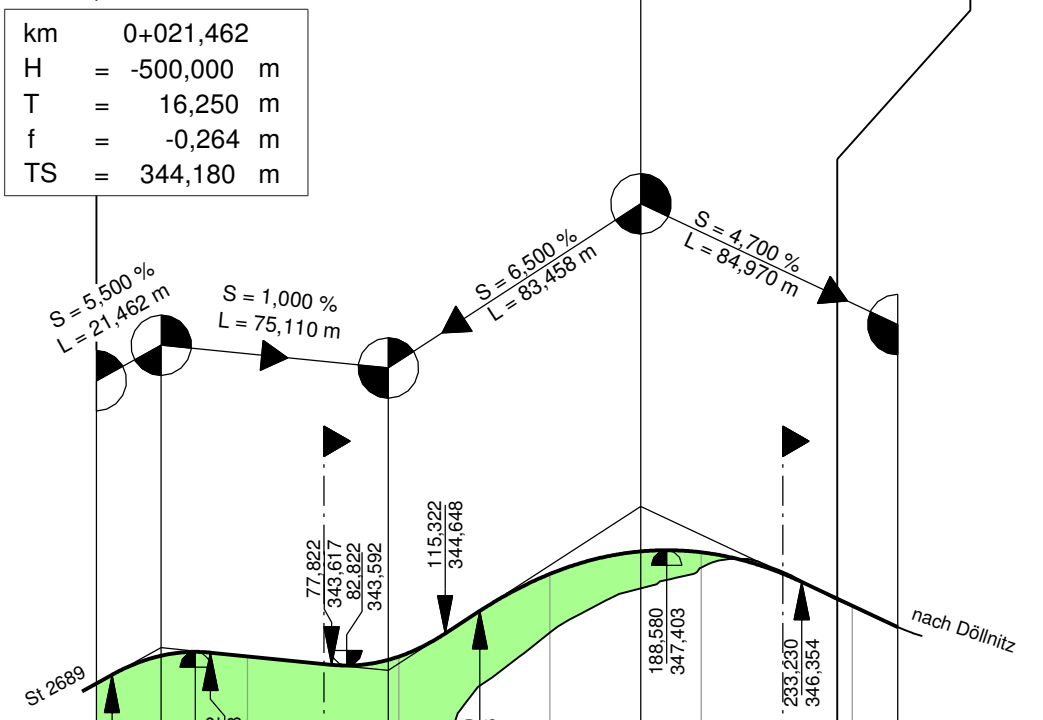 km 0+021,462
H = -500,000 m
T = 16,250 m
f = -0,264 m
TS = 344,180 m
S = 5,500 %
L = 21,462 m
S = 1,000 %
L = 75,110 m
S = 6,500 %
L = 83,458 m
S = 4,700 %
L = 84,970 m
77,822
343,617
82,822
343,592
115,322
344,648
188,580
347,403
233,230
346,354
St 2689
nach Döllnitz